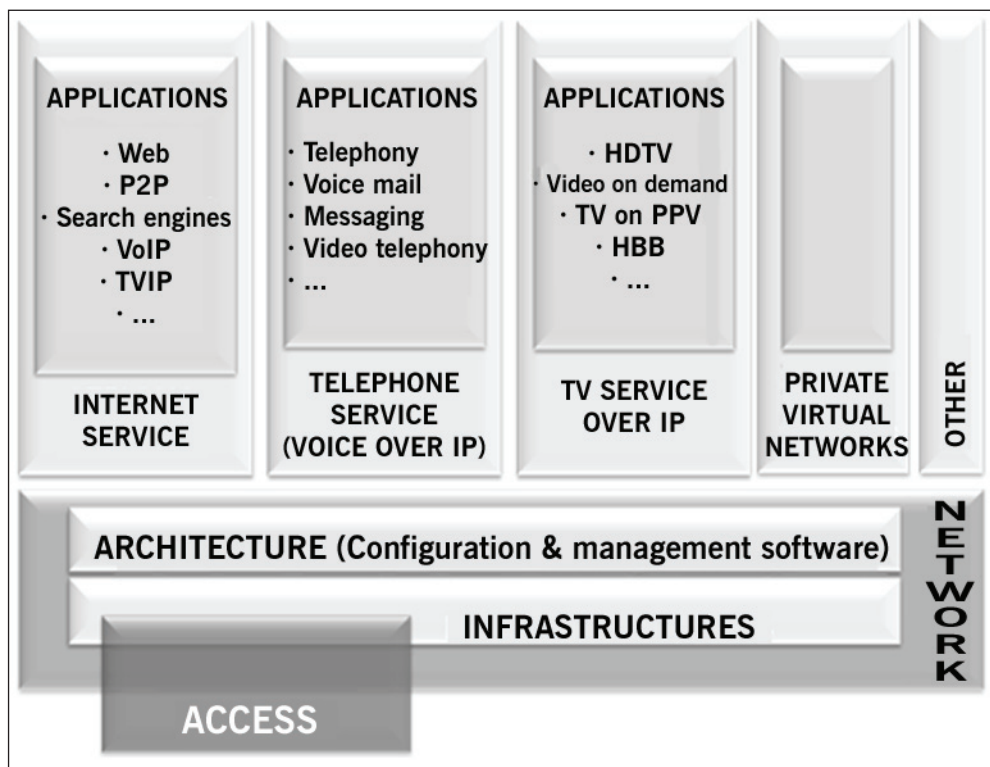 APPLICATIONS
· Web
· P2P
· Search engines
· VoIP
· TVIP
· ...
INTERNET
SERVICE
APPLICATIONS
· Telephony
· Voice mail
· Messaging
· Video telephony
· ...
TELEPHONE
SERVICE
(VOICE OVER IP)
APPLICATIONS
· HDTV
· Video on demand
· TV on PPV
· HBB
· ...
TV SERVICE
OVER IP
PRIVATE
VIRTUAL
NETWORKS
OTHER
ARCHITECTURE (Configuration & management software)
INFRASTRUCTURES
NETWORK
ACCESS